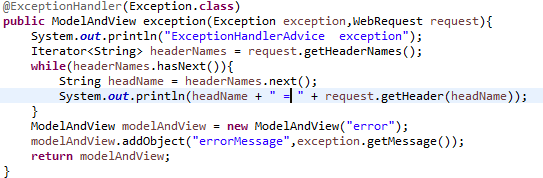 @ExceptionHandler(Exception.class)
public ModelAndView exception(Exception exception,WebRequest request){
    System.out.println("ExceptionHandlerAdvice  exception");
    Iterator<String> headerNames = request.getHeaderNames();
    while(headerNames.hasNext()){
        String headName = headerNames.next();
        System.out.println(headName + " = " + request.getHeader(headName));
    }
    ModelAndView modelAndView = new ModelAndView("error");
    modelAndView.addObject("errorMessage",exception.getMessage());
    return modelAndView;
}